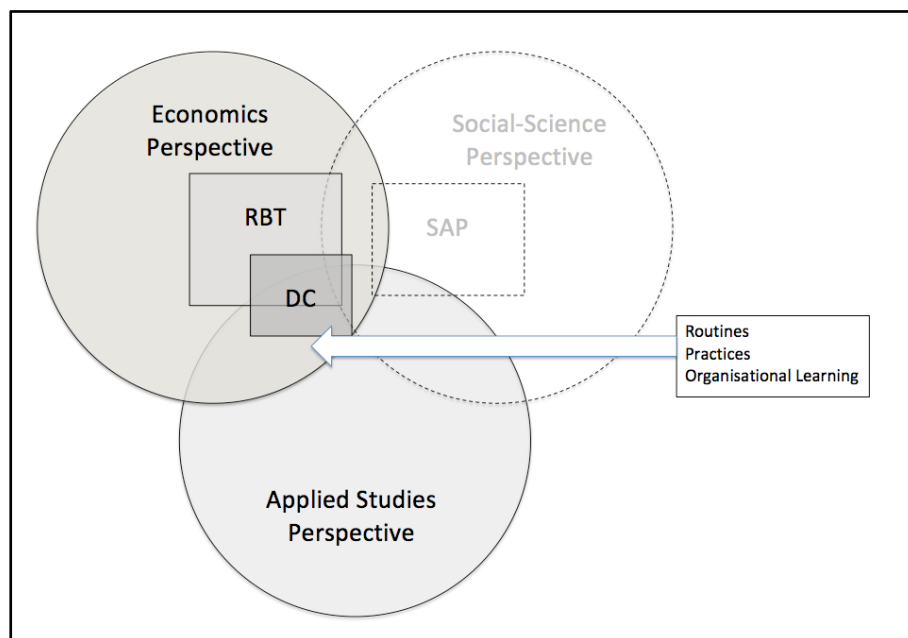 Economics
Perspective
Social-Science
Perspective
RBT
SAP
DC
Routines
Practices
Organisational Learning
Applied Studies
Perspective